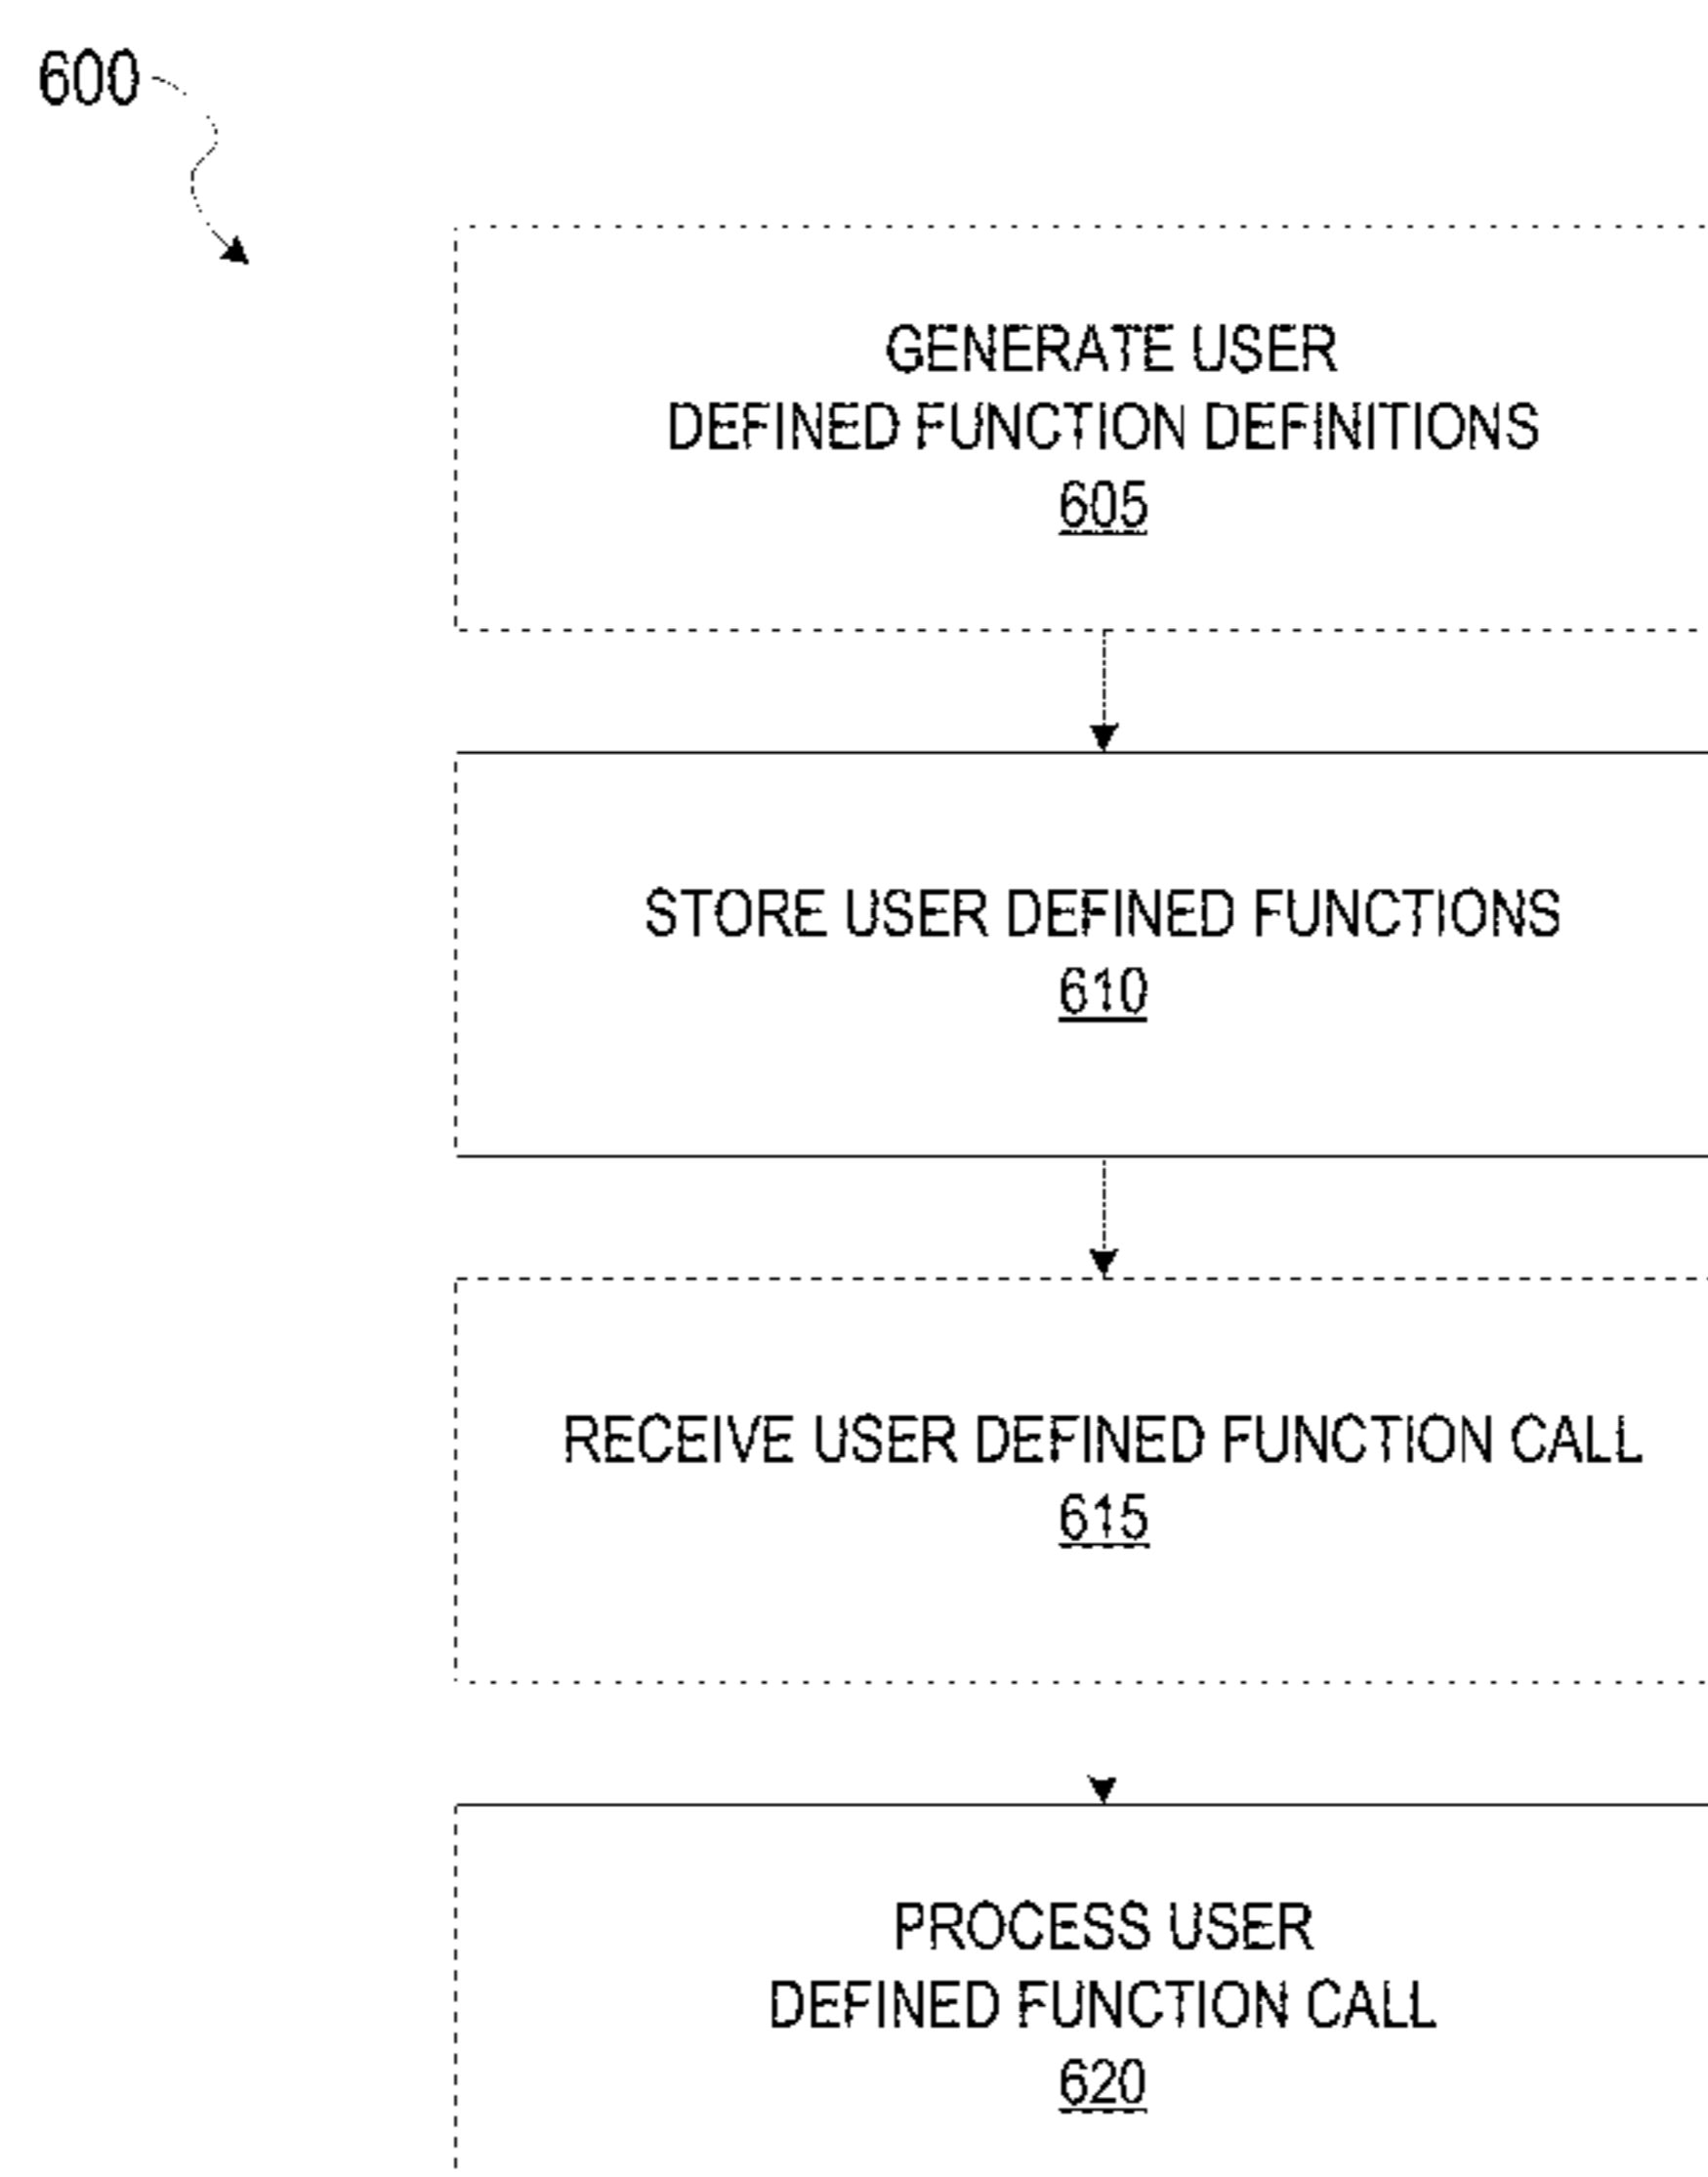 600
GENERATE USER
DEFINED FUNCTION DEFINITIONS
605
STORE USER DEFINED FUNCTIONS
610
RECEIVE USER DEFINED FUNCTION CALL
615
PROCESS USER
DEFINED FUNCTION CALL
620